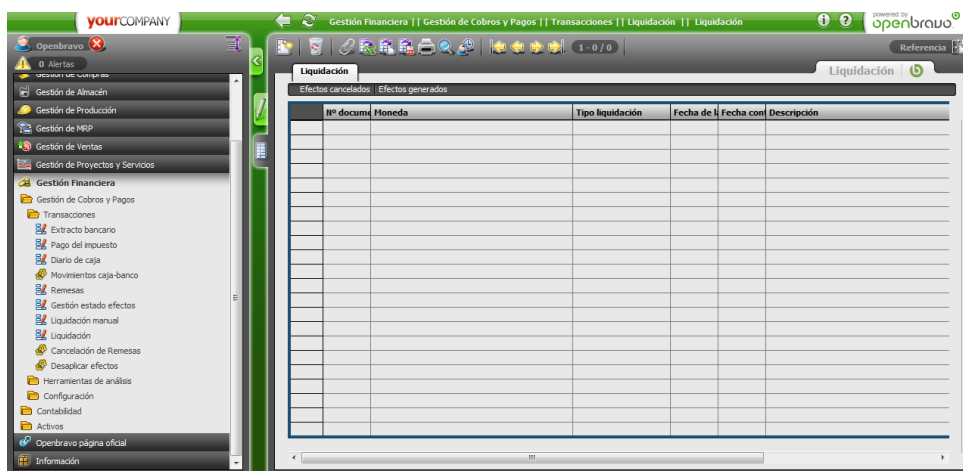 yourCOMPANY
Gestión Financiera || Gestión de Cobros y Pagos || Transacciones || Liquidación || Liquidación
powered by
openbravo
Openbravo
0 Alertas
1 - 0 / 0
Referencia
Liquidación
Liquidación
Efectos cancelados Efectos generados
Nº docume Moneda Tipo liquidación Fecha de l Fecha con Descripción
Gestión de Compras
Gestión de Almacén
Gestión de Producción
Gestión de MRP
Gestión de Ventas
Gestión de Proyectos y Servicios
Gestión Financiera
Gestión de Cobros y Pagos
Transacciones
Extracto bancario
Pago del impuesto
Diario de caja
Movimientos caja-banco
Remesas
Gestión estado efectos
Liquidación manual
Liquidación
Cancelación de Remesas
Desaplicar efectos
Herramientas de análisis
Configuración
Contabilidad
Activos
Openbravo página oficial
Información